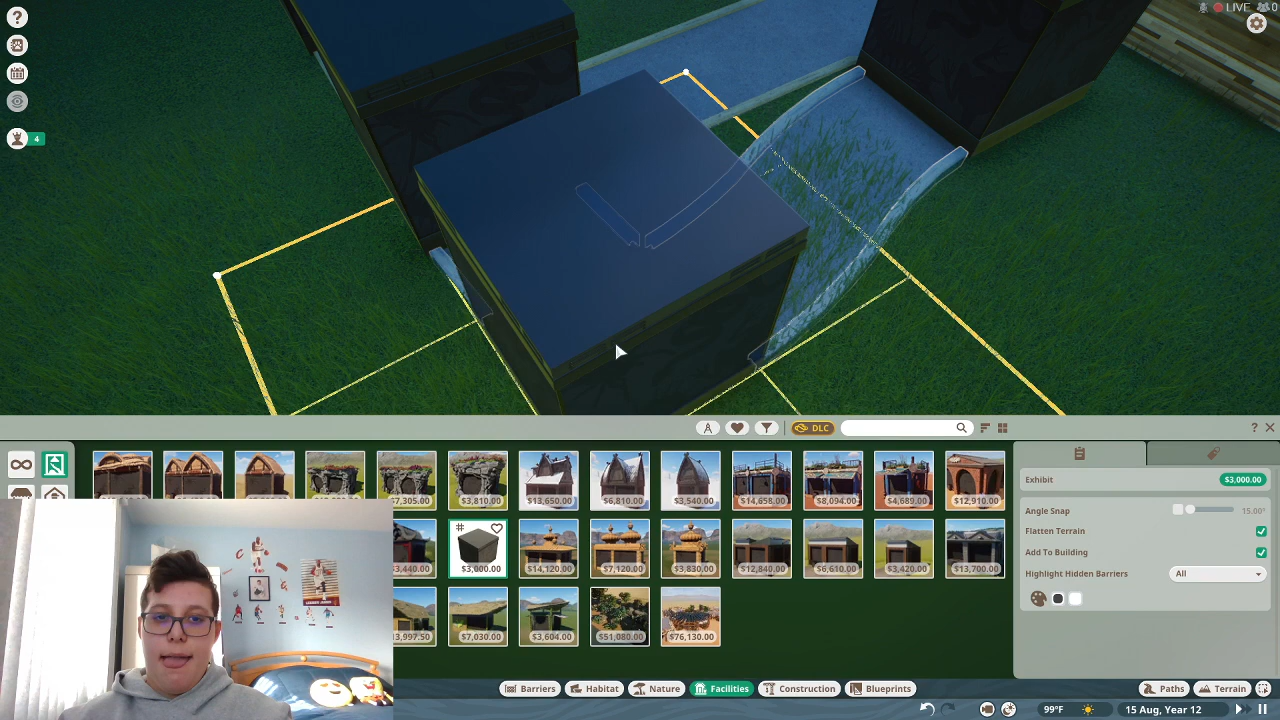 LIVE 0
?
4
DLC
?
Exhibit $3,000.00
Angle Snap 15.00°
Flatten Terrain
Add To Building
Highlight Hidden Barriers All
$7,305.00 $3,810.00 $13,650.00 $6,810.00 $3,540.00 $14,658.00 $8,094.00 $4,689.00 $12,910.00
$3,440.00 $3,000.00 $14,120.00 $7,120.00 $3,830.00 $12,840.00 $6,610.00 $3,420.00 $13,700.00
$7,030.00 $3,604.00 $51,080.00 $76,130.00
Barriers Habitat Nature Facilities Construction Blueprints Paths Terrain
99°F 15 Aug, Year 12